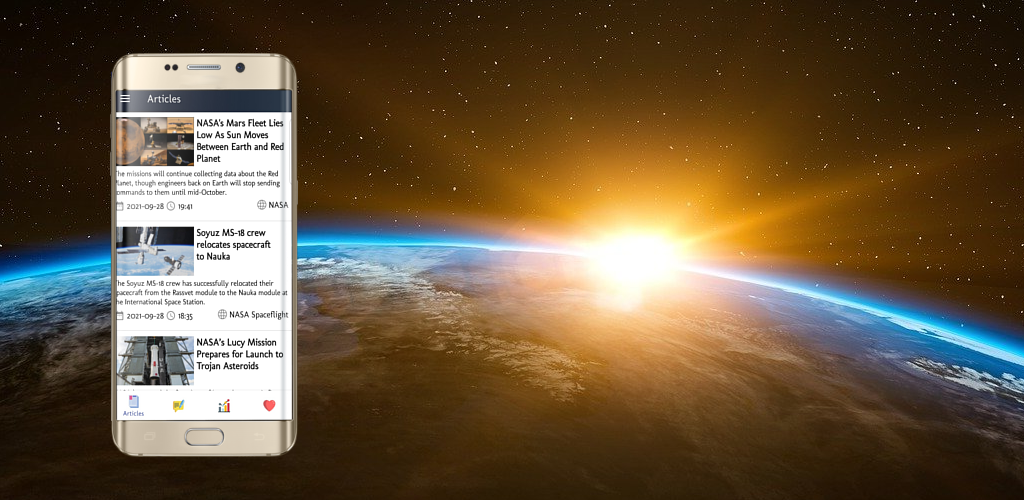 Articles
NASA's Mars Fleet Lies
Low As Sun Moves
Between Earth and Red
Planet
The missions will continue collecting data about the Red
Planet, though engineers back on Earth will stop sending
commands to them until mid-October.
2021-09-28 19:41 NASA
Soyuz MS-18 crew
relocates spacecraft
to Nauka
The Soyuz MS-18 crew has successfully relocated their
spacecraft from the Rassvet module to the Nauka module at
the International Space Station.
2021-09-28 18:35 NASA Spaceflight
NASA's Lucy Mission
Prepares for Launch to
Trojan Asteroids
Articles